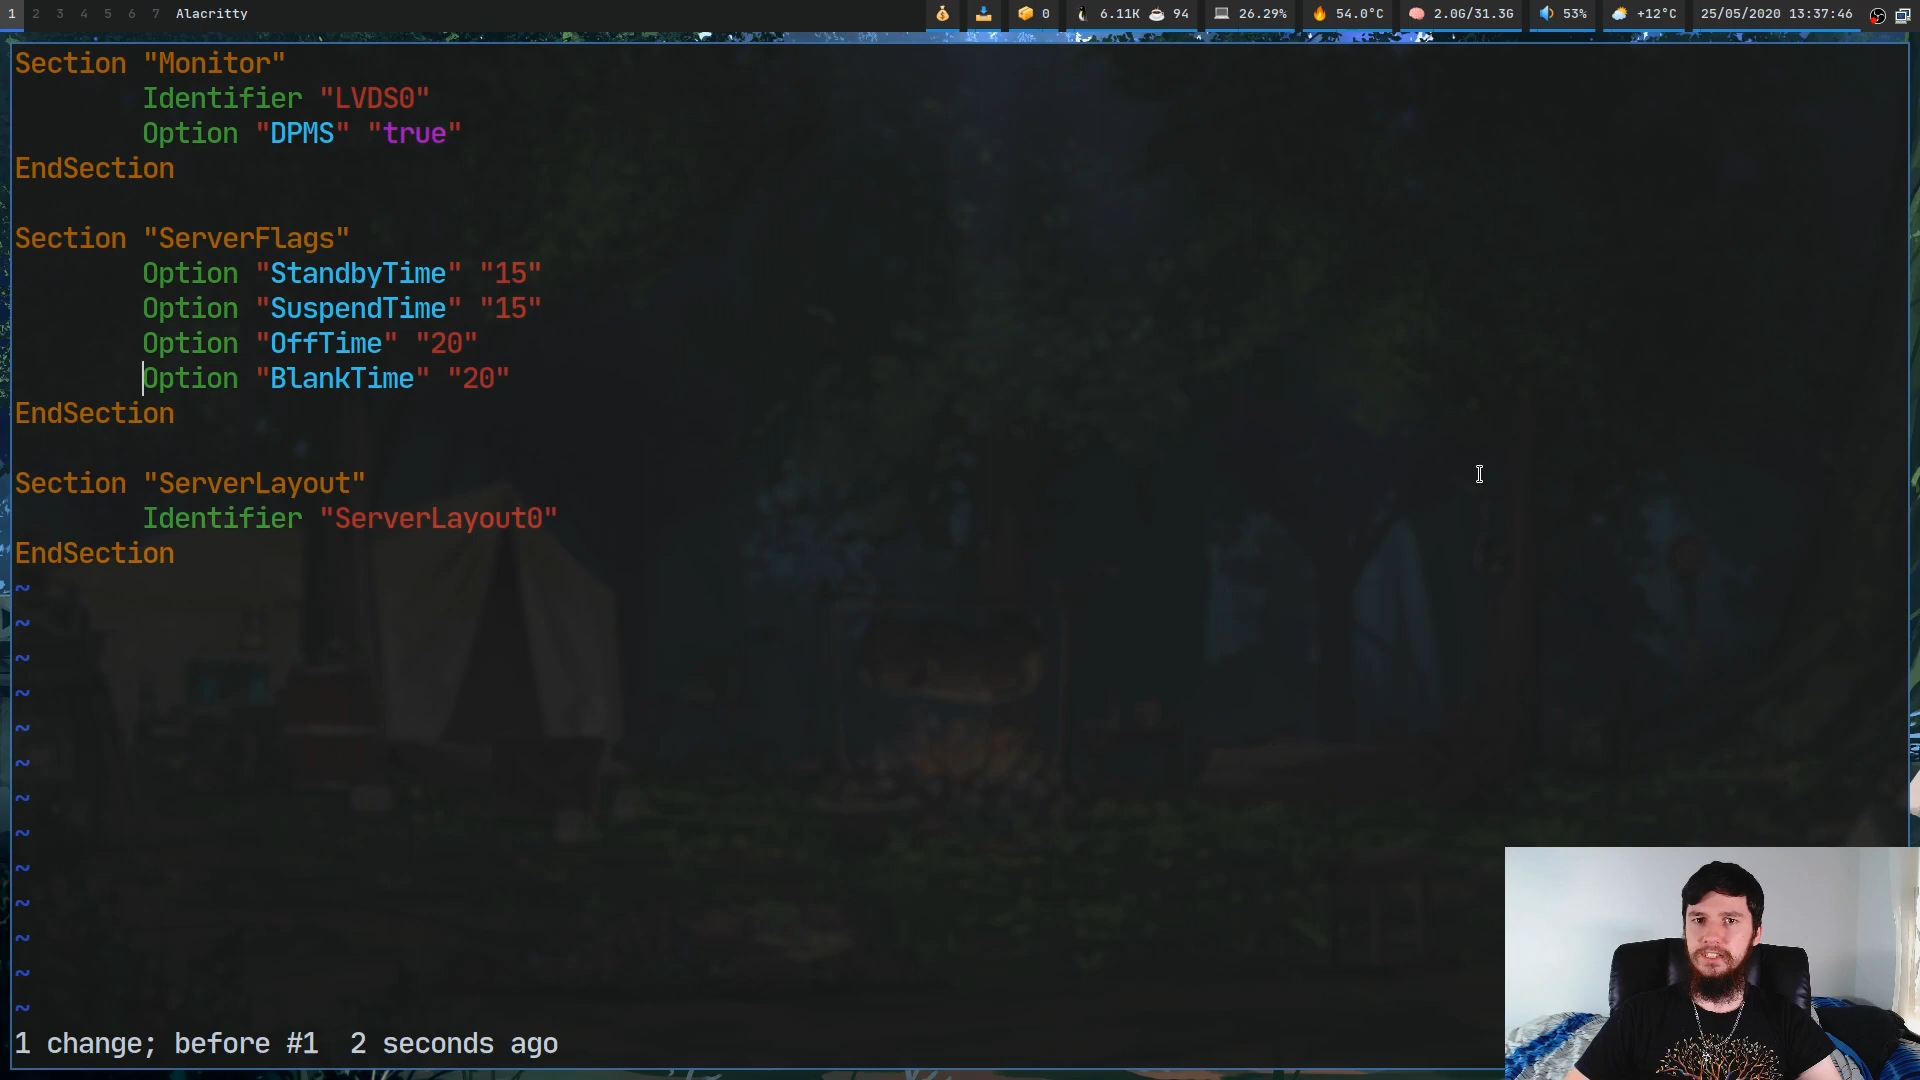 1 2 3 4 5 6 7 Alacritty 0 6.11K 94 26.29% 54.0°C 2.0G/31.3G 53% +12°C 25/05/2020 13:37:46
Section "Monitor"
Identifier "LVDS0"
Option "DPMS" "true"
EndSection
Section "ServerFlags"
Option "StandbyTime" "15"
Option "SuspendTime" "15"
Option "OffTime" "20"
Option "BlankTime" "20"
EndSection
Section "ServerLayout"
Identifier "ServerLayout0"
EndSection
~
~
~
~
~
~
~
~
~
~
~
~
~
1 change; before #1 2 seconds ago